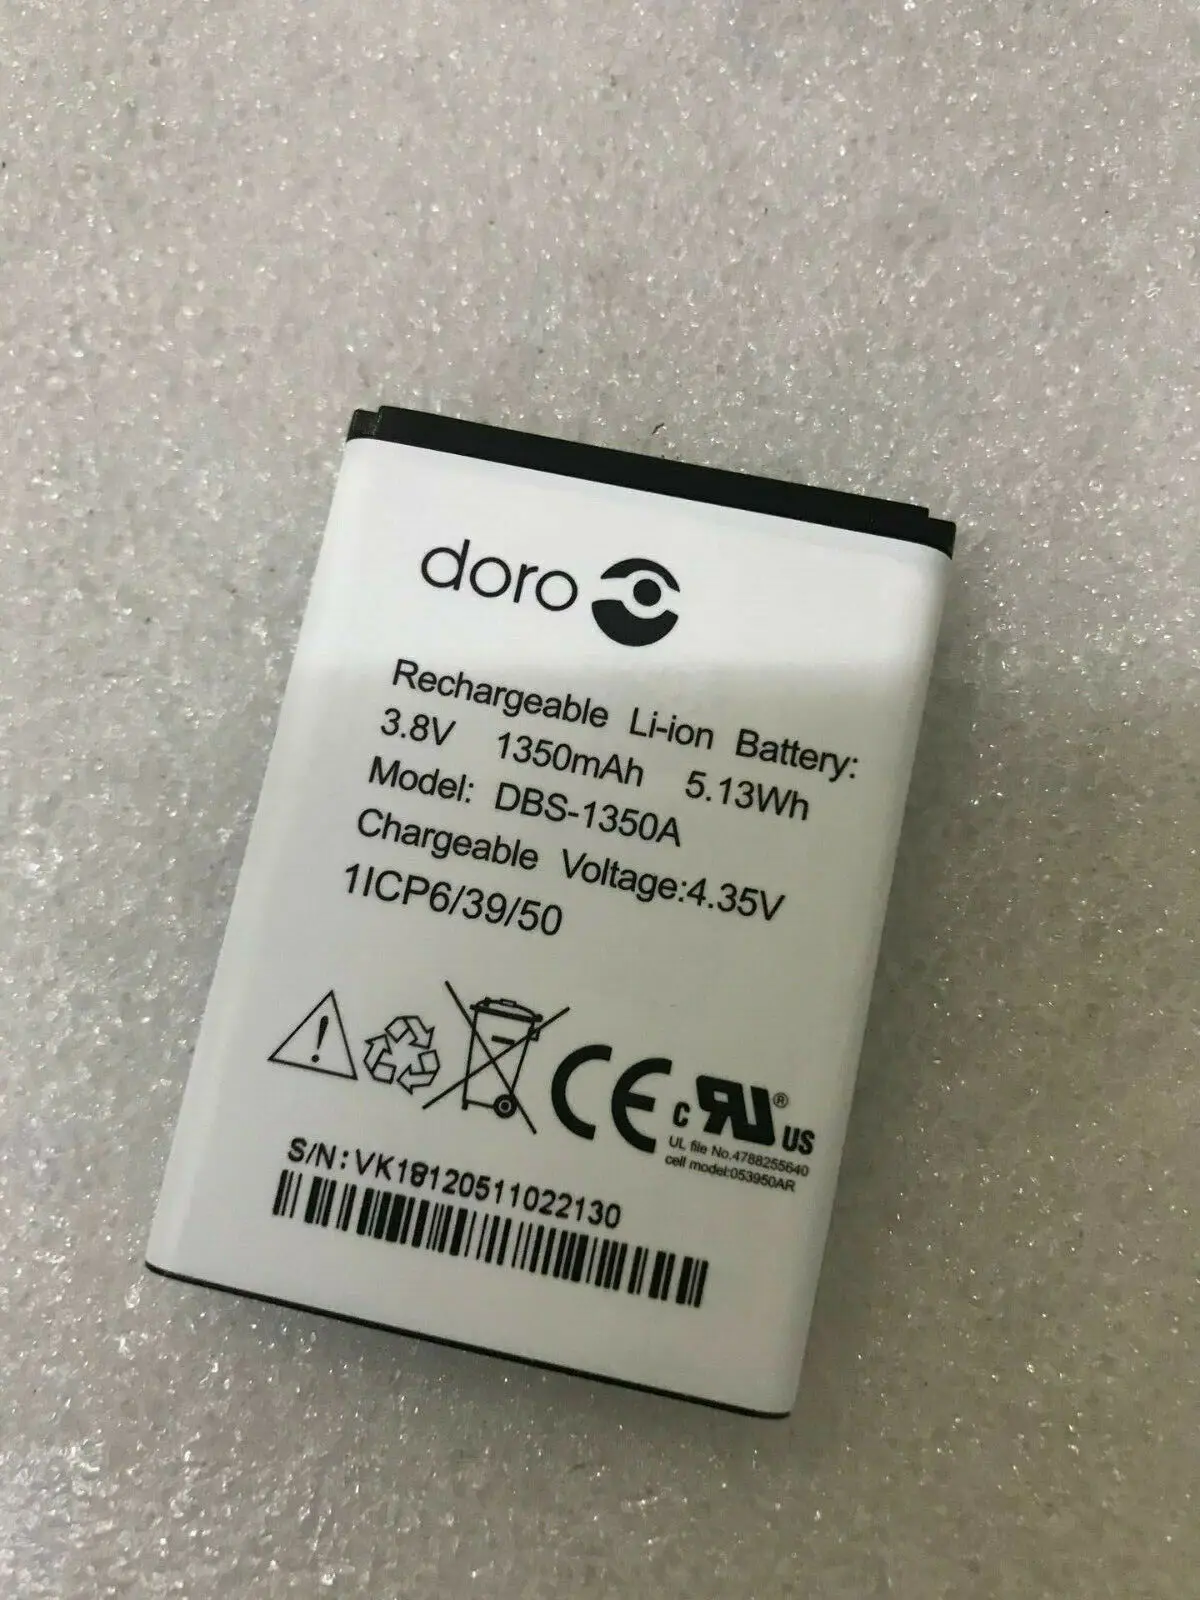 doro
Rechargeable Li-ion Battery:
3.8V 1350mAh 5.13Wh
Model: DBS-1350A
Chargeable Voltage:4.35V
1ICP6/39/50
CE c RU ® US
UL file No.4788255640
cell model:053950AR
S/N:VK18120511022130